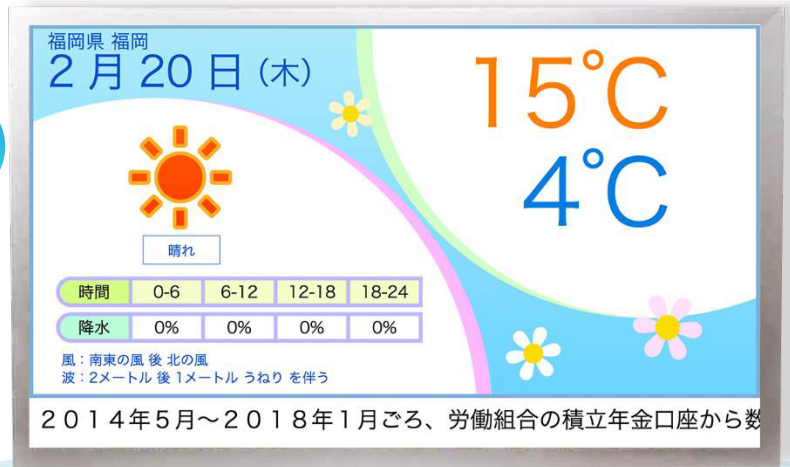 福岡県 福岡
2月20日(木)
15℃
4℃
晴れ
時間 0-6 6-12 12-18 18-24
降水 0% 0% 0% 0%
風：南東の風 後 北の風
波：2メートル 後 1メートル うねり を伴う
２０１４年５月～２０１８年１月ごろ、労働組合の積立年金口座から数